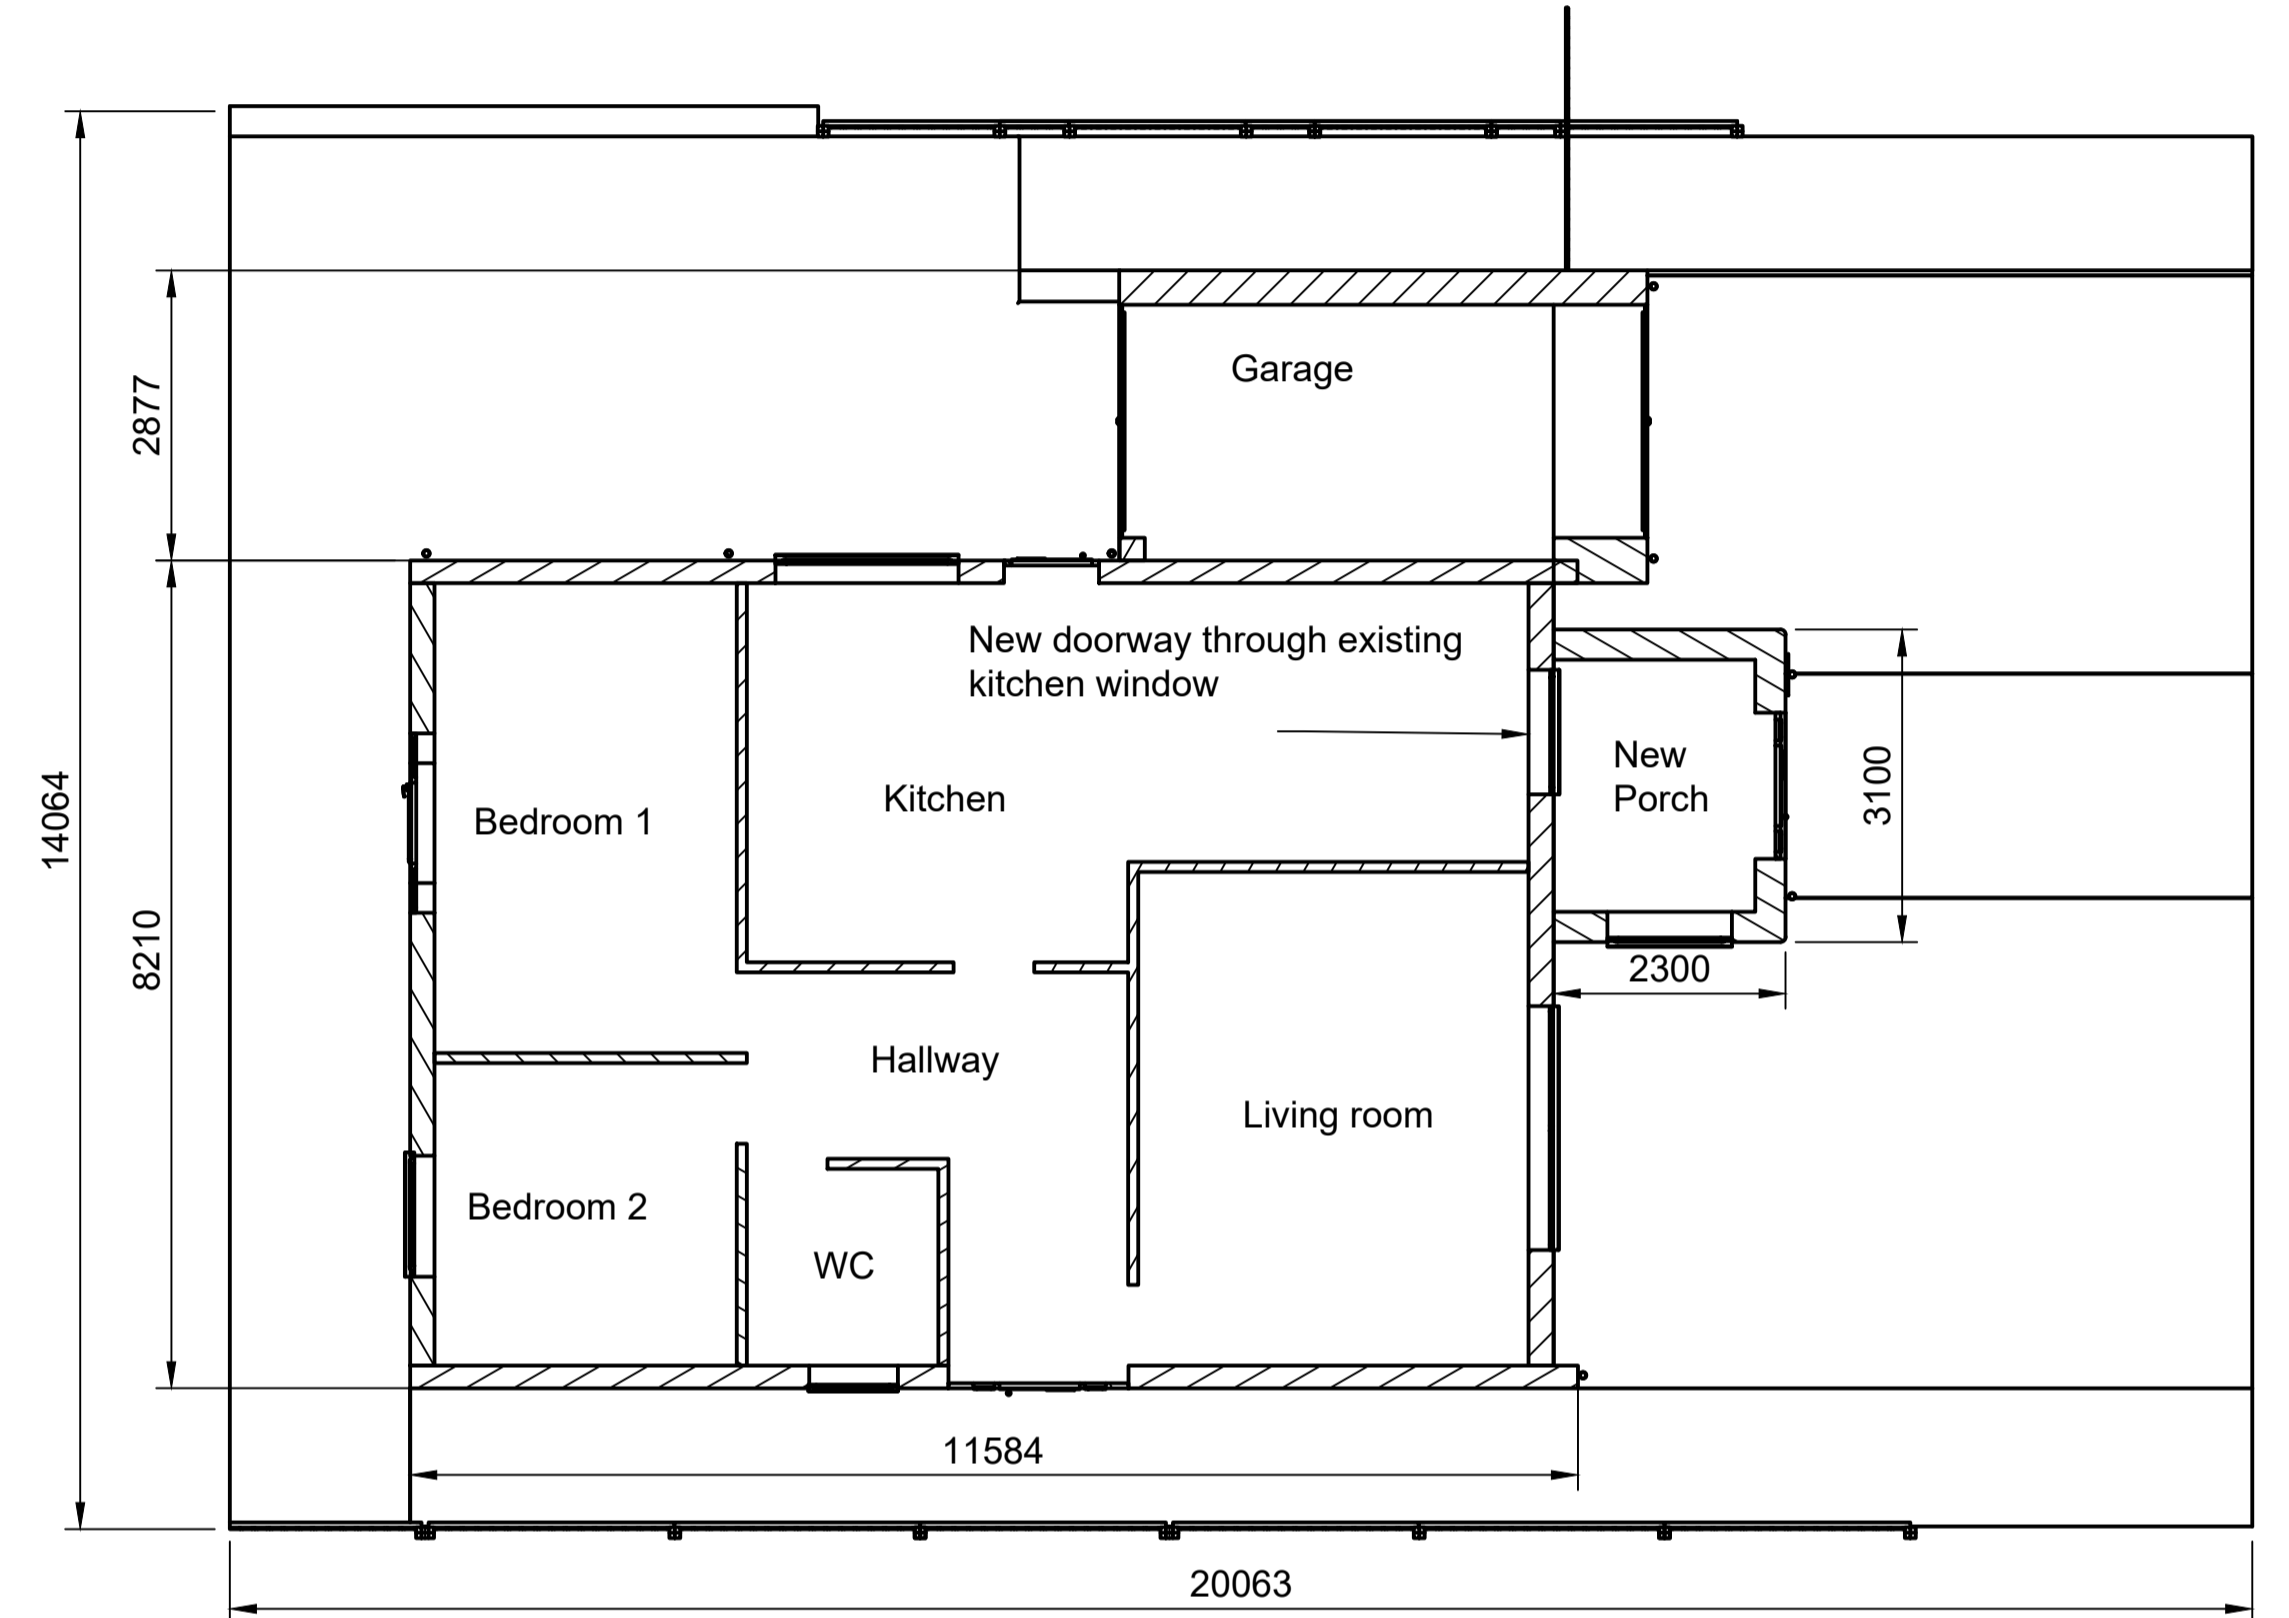 Garage
2877
New doorway through existing
kitchen window
New
Porch
3100
14064
Kitchen
Bedroom 1
8210
2300
Hallway
Living room
Bedroom 2
WC
11584
20063